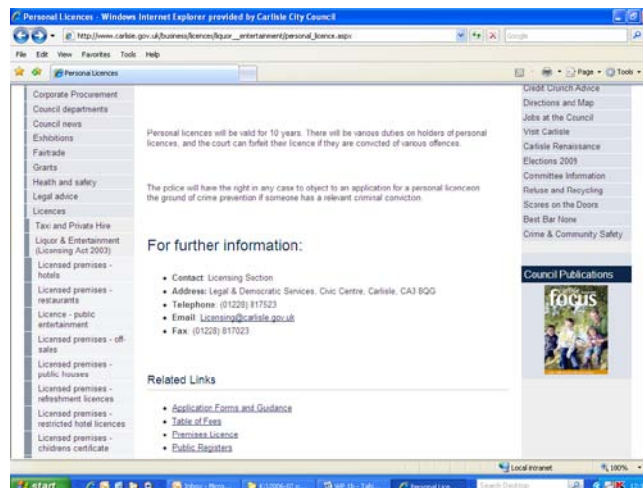 Personal Licences - Windows Internet Explorer provided by Carlisle City Council
http://www.carlisle.gov.uk/business/licences/liquor__entertainment/personal_licence.aspx
Google
File Edit View Favorites Tools Help
Personal Licences
Page Tools
Corporate Procurement
Council departments
Council news
Exhibitions
Fairtrade
Grants
Health and safety
Legal advice
Licences
Taxi and Private Hire
Liquor & Entertainment
(Licensing Act 2003)
Licensed premises -
hotels
Licensed premises -
restaurants
Licence - public
entertainment
Licensed premises - off-
sales
Licensed premises -
public houses
Licensed premises -
refreshment licences
Licensed premises -
restricted hotel licences
Licensed premises -
childrens certificate
Personal licences will be valid for 10 years. There will be various duties on holders of personal
licences, and the court can forfeit their licence if they are convicted of various offences.
The police will have the right in any case to object to an application for a personal licenceon
the ground of crime prevention if someone has a relevant criminal conviction.
For further information:
• Contact: Licensing Section
• Address: Legal & Democratic Services, Civic Centre, Carlisle, CA3 8QG
• Telephone: (01228) 817523
• Email: Licensing@carlisle.gov.uk
• Fax: (01228) 817023
Related Links
• Application Forms and Guidance
• Table of Fees
• Premises Licence
• Public Registers
Credit Crunch Advice
Directions and Map
Jobs at the Council
Visit Carlisle
Carlisle Renaissance
Elections 2009
Committee Information
Refuse and Recycling
Scores on the Doors
Best Bar None
Crime & Community Safety
Council Publications
focus
Local intranet
100%
start
Search Desktop